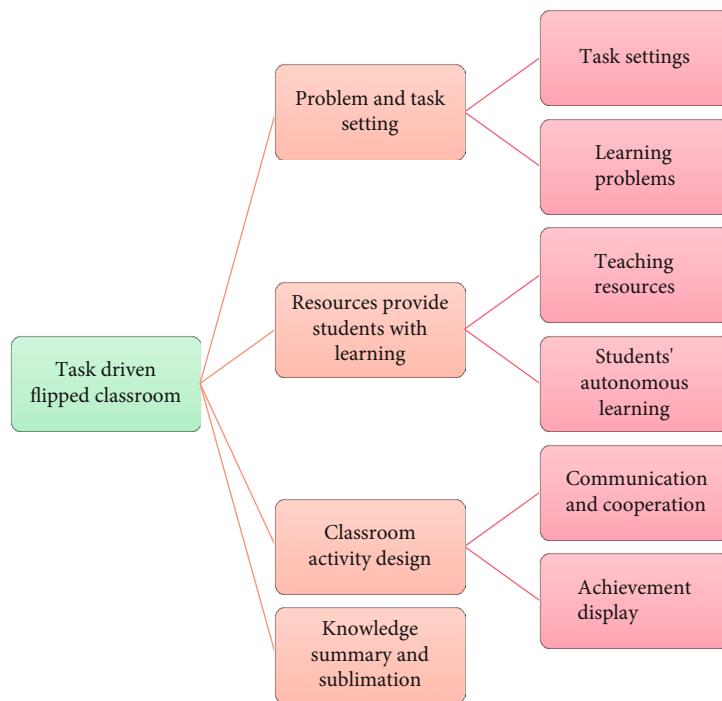 Task driven
flipped classroom
Problem and task
setting
Task settings
Learning
problems
Resources provide
students with
learning
Teaching
resources
Students'
autonomous
learning
Classroom
activity design
Communication
and cooperation
Achievement
display
Knowledge
summary and
sublimation